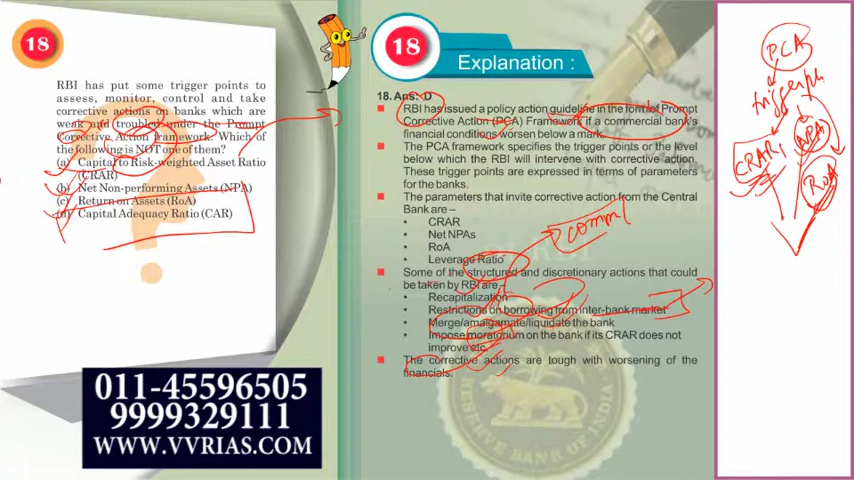 18
RBI has put some trigger points to
assess, monitor, control and take
corrective actions on banks which are
weak and troubled under the Prompt
Corrective Action framework. Which of
the following is NOT one of them?
(a) Capital to Risk-weighted Asset Ratio
(CRAR)
(b) Net Non-performing Assets (NPA)
(c) Return on Assets (RoA)
(d) Capital Adequacy Ratio (CAR)
011-45596505
9999329111
WWW.VVRIAS.COM
18
Explanation :
18. Ans: D
RBI has issued a policy action guideline in the form of Prompt
Corrective Action (PCA) Framework if a commercial bank's
financial conditions worsen below a mark.
The PCA framework specifies the trigger points or the level
below which the RBI will intervene with corrective action.
These trigger points are expressed in terms of parameters
for the banks.
The parameters that invite corrective action from the Central
Bank are –
• CRAR
• Net NPAs
• RoA
• Leverage Ratio
Some of the structured and discretionary actions that could
be taken by RBI are –
• Recapitalization
• Restrictions on borrowing from inter-bank market
• Merge/amalgamate/liquidate the bank
• Impose moratorium on the bank if its CRAR does not
improve etc.
The corrective actions are tough with worsening of the
financials.
comml
RESERVE BANK OF INDIA
PCA
CRAR
NPA
RoA